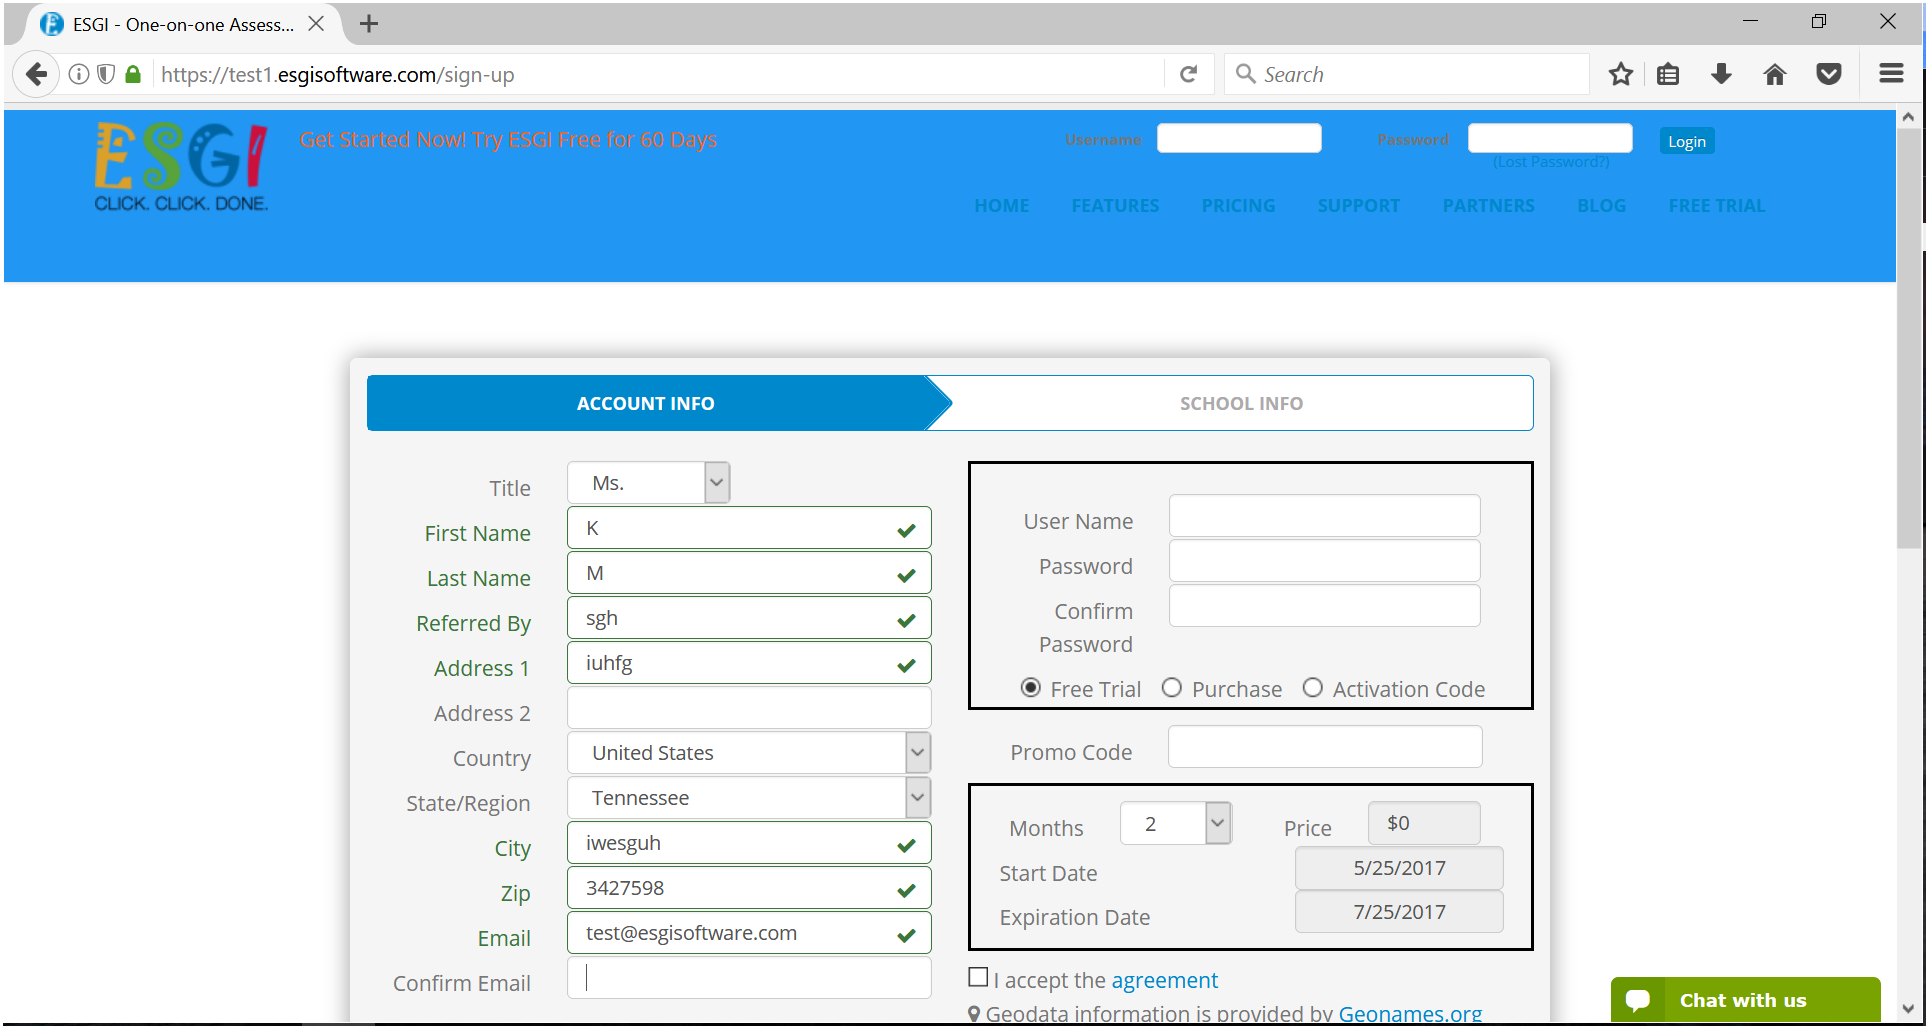 ESGI - One-on-one Assess...
https://test1.esgisoftware.com/sign-up
Search
ESGI
CLICK. CLICK. DONE.
Get Started Now! Try ESGI Free for 60 Days
Username
Password
Login
(Lost Password?)
HOME FEATURES PRICING SUPPORT PARTNERS BLOG FREE TRIAL
ACCOUNT INFO
SCHOOL INFO
Title Ms.
First Name K
Last Name M
Referred By sgh
Address 1 iuhfg
Address 2
Country United States
State/Region Tennessee
City iwesguh
Zip 3427598
Email test@esgisoftware.com
Confirm Email
User Name
Password
Confirm
Password
Free Trial Purchase Activation Code
Promo Code
Months 2 Price $0
Start Date 5/25/2017
Expiration Date 7/25/2017
I accept the agreement
Geodata information is provided by Geonames.org
Chat with us